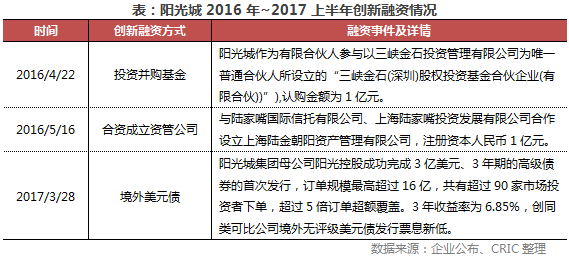 表：阳光城 2016 年~2017 上半年创新融资情况
时间
创新融资方式
融资事件及详情
2016/4/22
投资并购基金
阳光城作为有限合伙人参与以三峡金石投资管理有限公司为唯一
普通合伙人所设立的“三峡金石(深圳)股权投资基金合伙企业(有
限合伙))”),认购金额为 1 亿元。
2016/5/16
合资成立资管公司
与陆家嘴国际信托有限公司、上海陆家嘴投资发展有限公司合作
设立上海陆金朝阳资产管理有限公司，注册资本人民币 1 亿元。
2017/3/28
境外美元债
阳光城集团母公司阳光控股成功完成 3 亿美元、3 年期的高级债
券的首次发行，订单规模最高超过 16 亿，共有超过 90 家市场投
资者下单，超过 5 倍订单超额覆盖。3 年收益率为 6.85%，创同
类可比公司境外无评级美元债发行票息新低。
数据来源：企业公布、CRIC 整理